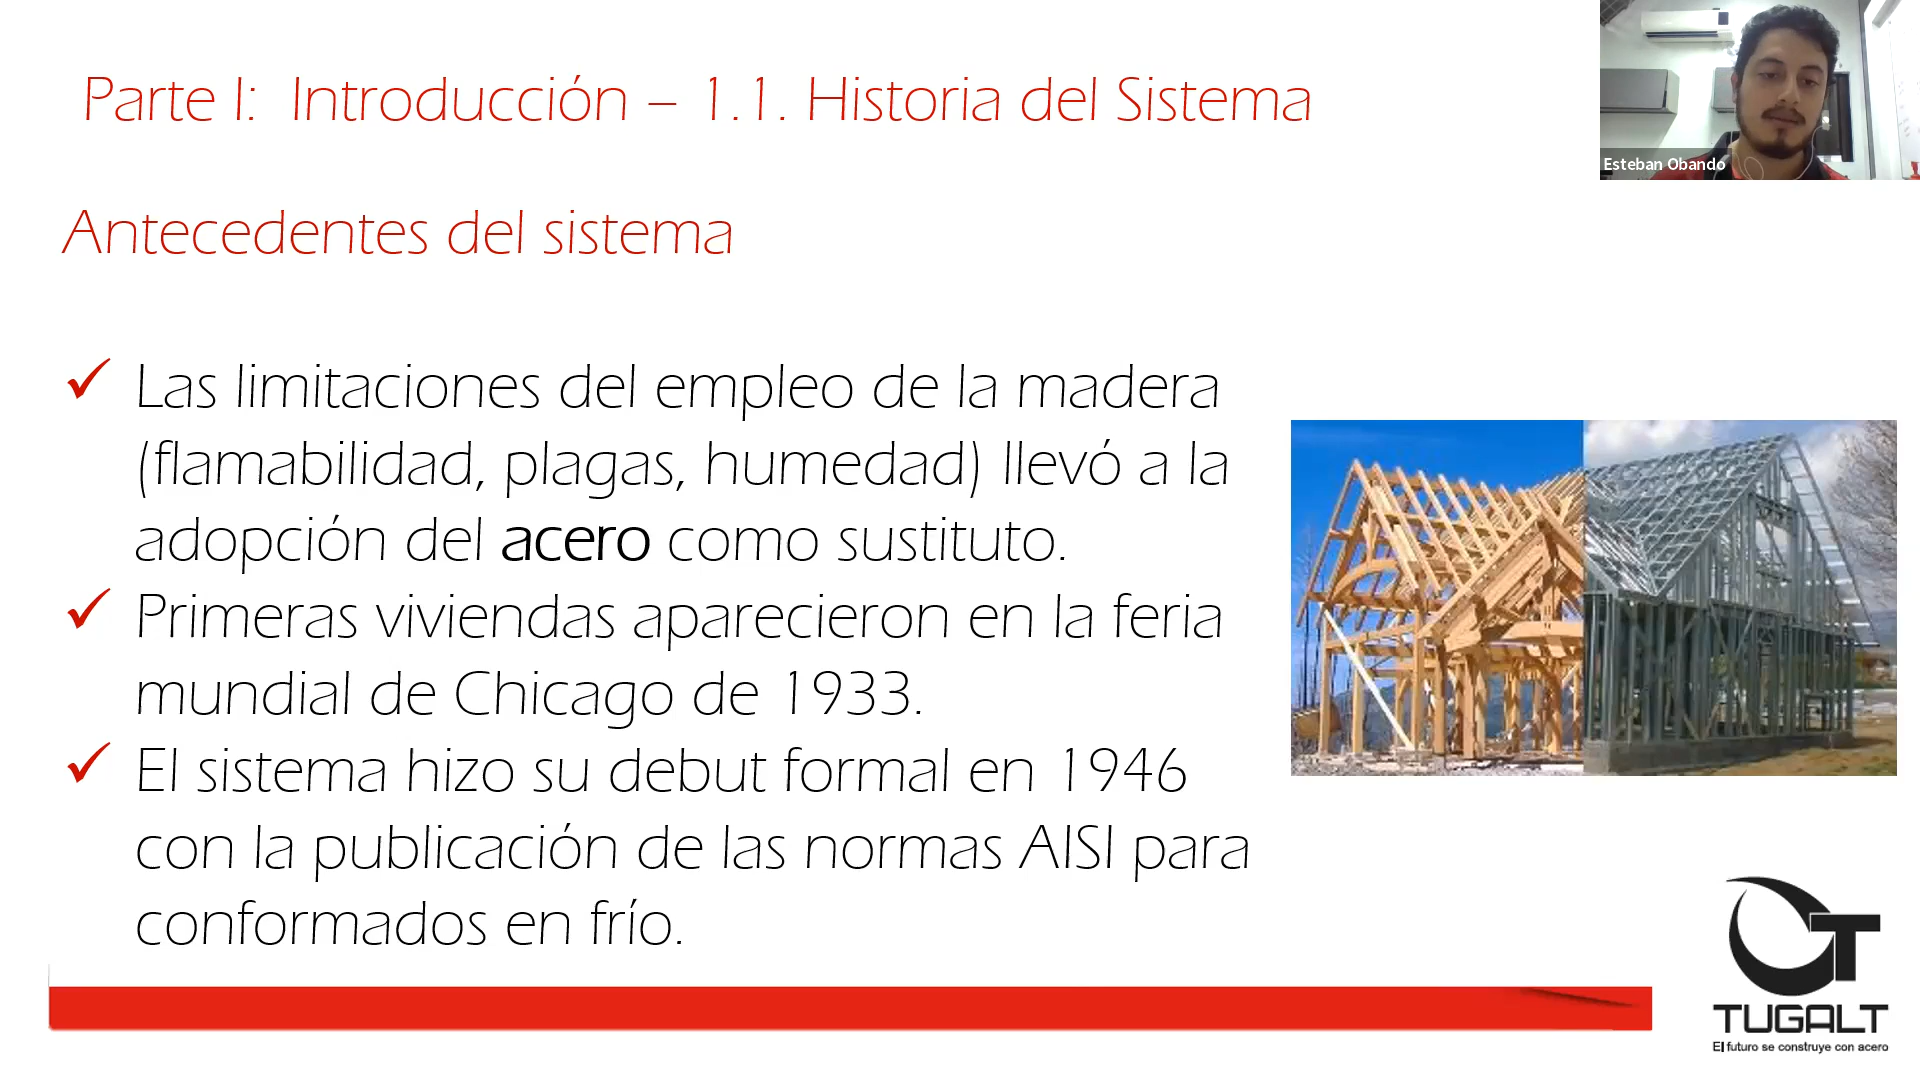 Parte I: Introducción – 1.1. Historia del Sistema
Esteban Obando
Antecedentes del sistema
✓ Las limitaciones del empleo de la madera
(flamabilidad, plagas, humedad) llevó a la
adopción del acero como sustituto.
✓ Primeras viviendas aparecieron en la feria
mundial de Chicago de 1933.
✓ El sistema hizo su debut formal en 1946
con la publicación de las normas AISI para
conformados en frío.
TUGALT
El futuro se construye con acero